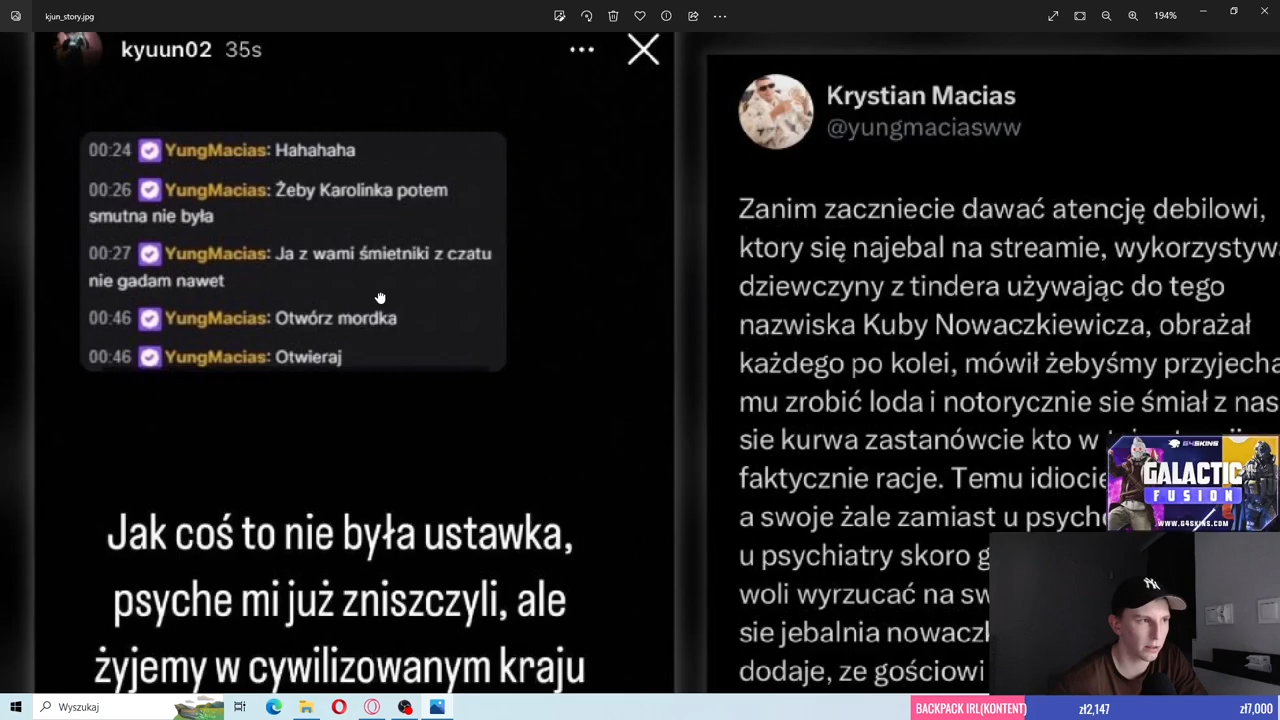 kjun_story.jpg
194%
kyuun02 35s
00:24 YungMacias: Hahahaha
00:26 YungMacias: Żeby Karolinka potem
smutna nie była
00:27 YungMacias: Ja z wami śmietniki z czatu
nie gadam nawet
00:46 YungMacias: Otwórz mordka
00:46 YungMacias: Otwieraj
Jak coś to nie była ustawka,
psyche mi już zniszczyli, ale
żyjemy w cywilizowanym kraju
Krystian Macias
@yungmaciasww
Zanim zaczniecie dawać atencję debilowi,
ktory się najebal na streamie, wykorzystyw
dziewczyny z tindera używając do tego
nazwiska Kuby Nowaczkiewicza, obrażał
każdego po kolei, mówił żebyśmy przyjecha
mu zrobić loda i notorycznie sie śmiał z nas
sie kurwa zastanówcie kto w
faktycznie racje. Temu idiocie
a swoje żale zamiast u psych
u psychiatry skoro g
woli wyrzucać na sw
sie jebalnia nowacz
dodaje, ze gościowi
G4SKINS
GALACTIC
FUSION
WWW.G4SKINS.COM
Wyszukaj
BACKPACK IRL(KONTENT) zł2,147 zł7,000